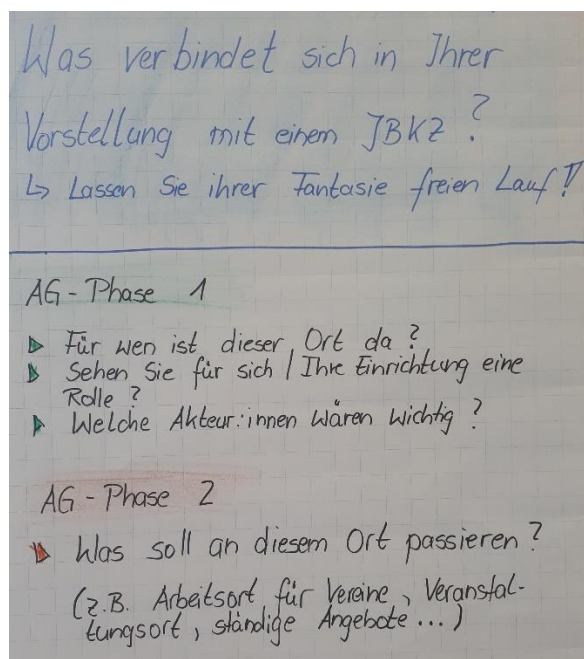 Was verbindet sich in Ihrer
Vorstellung mit einem JBKZ?
↳ Lassen Sie ihrer Fantasie freien Lauf!
AG-Phase 1
▶ Für wen ist dieser Ort da?
▶ Sehen Sie für sich / Ihre Einrichtung eine
Rolle?
▶ Welche Akteur:innen wären wichtig?
AG-Phase 2
▶ Was soll an diesem Ort passieren?
(z.B. Arbeitsort für Vereine, Veranstal-
tungsort, ständige Angebote...)